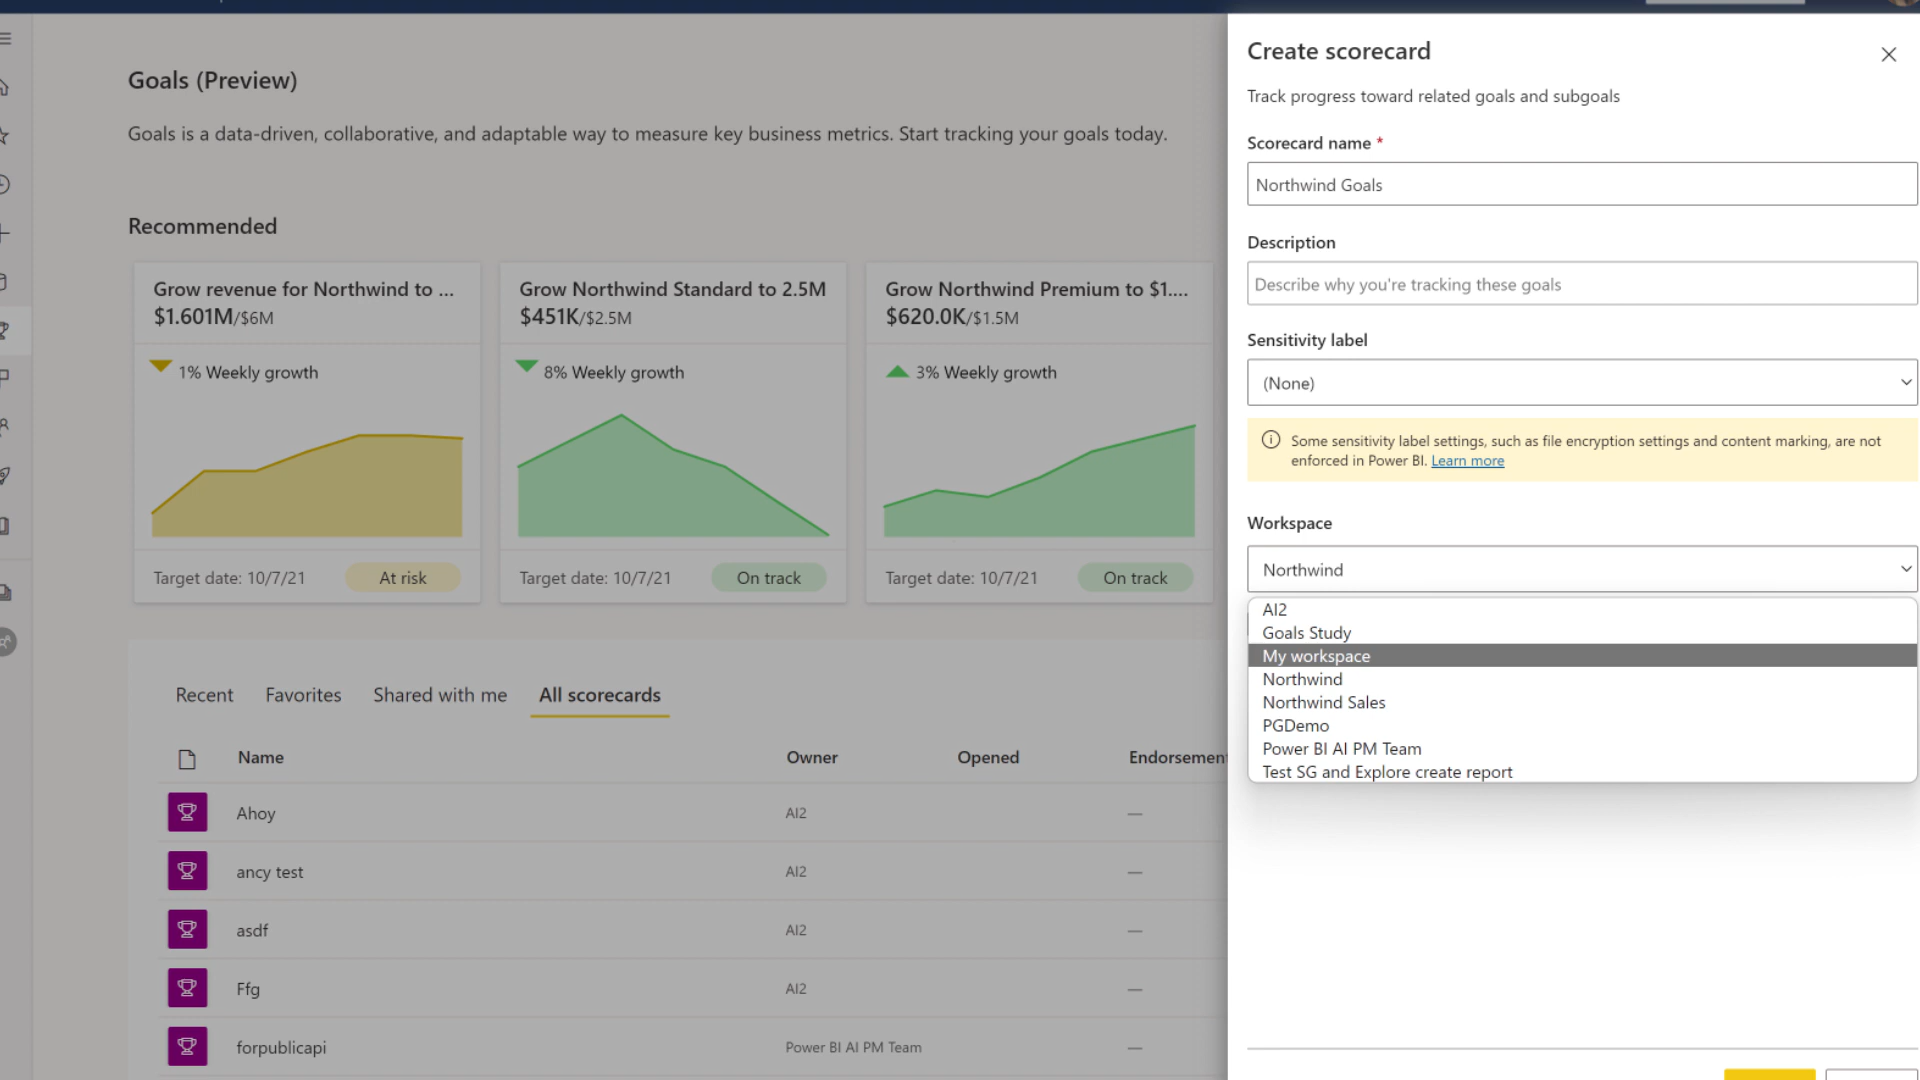 Goals (Preview)
Goals is a data-driven, collaborative, and adaptable way to measure key business metrics. Start tracking your goals today.
Recommended
Grow revenue for Northwind to ...
$1.601M/$6M
1% Weekly growth
Target date: 10/7/21
At risk
Grow Northwind Standard to 2.5M
$451K/$2.5M
8% Weekly growth
Target date: 10/7/21
On track
Grow Northwind Premium to $1....
$620.0K/$1.5M
3% Weekly growth
Target date: 10/7/21
On track
Recent Favorites Shared with me All scorecards
Name Owner Opened Endorsement
Ahoy AI2 —
ancy test AI2 —
asdf AI2 —
Ffg AI2 —
forpublicapi Power BI AI PM Team —
Create scorecard
Track progress toward related goals and subgoals
Scorecard name *
Northwind Goals
Description
Describe why you're tracking these goals
Sensitivity label
(None)
Some sensitivity label settings, such as file encryption settings and content marking, are not
enforced in Power BI. Learn more
Workspace
Northwind
AI2
Goals Study
My workspace
Northwind
Northwind Sales
PGDemo
Power BI AI PM Team
Test SG and Explore create report